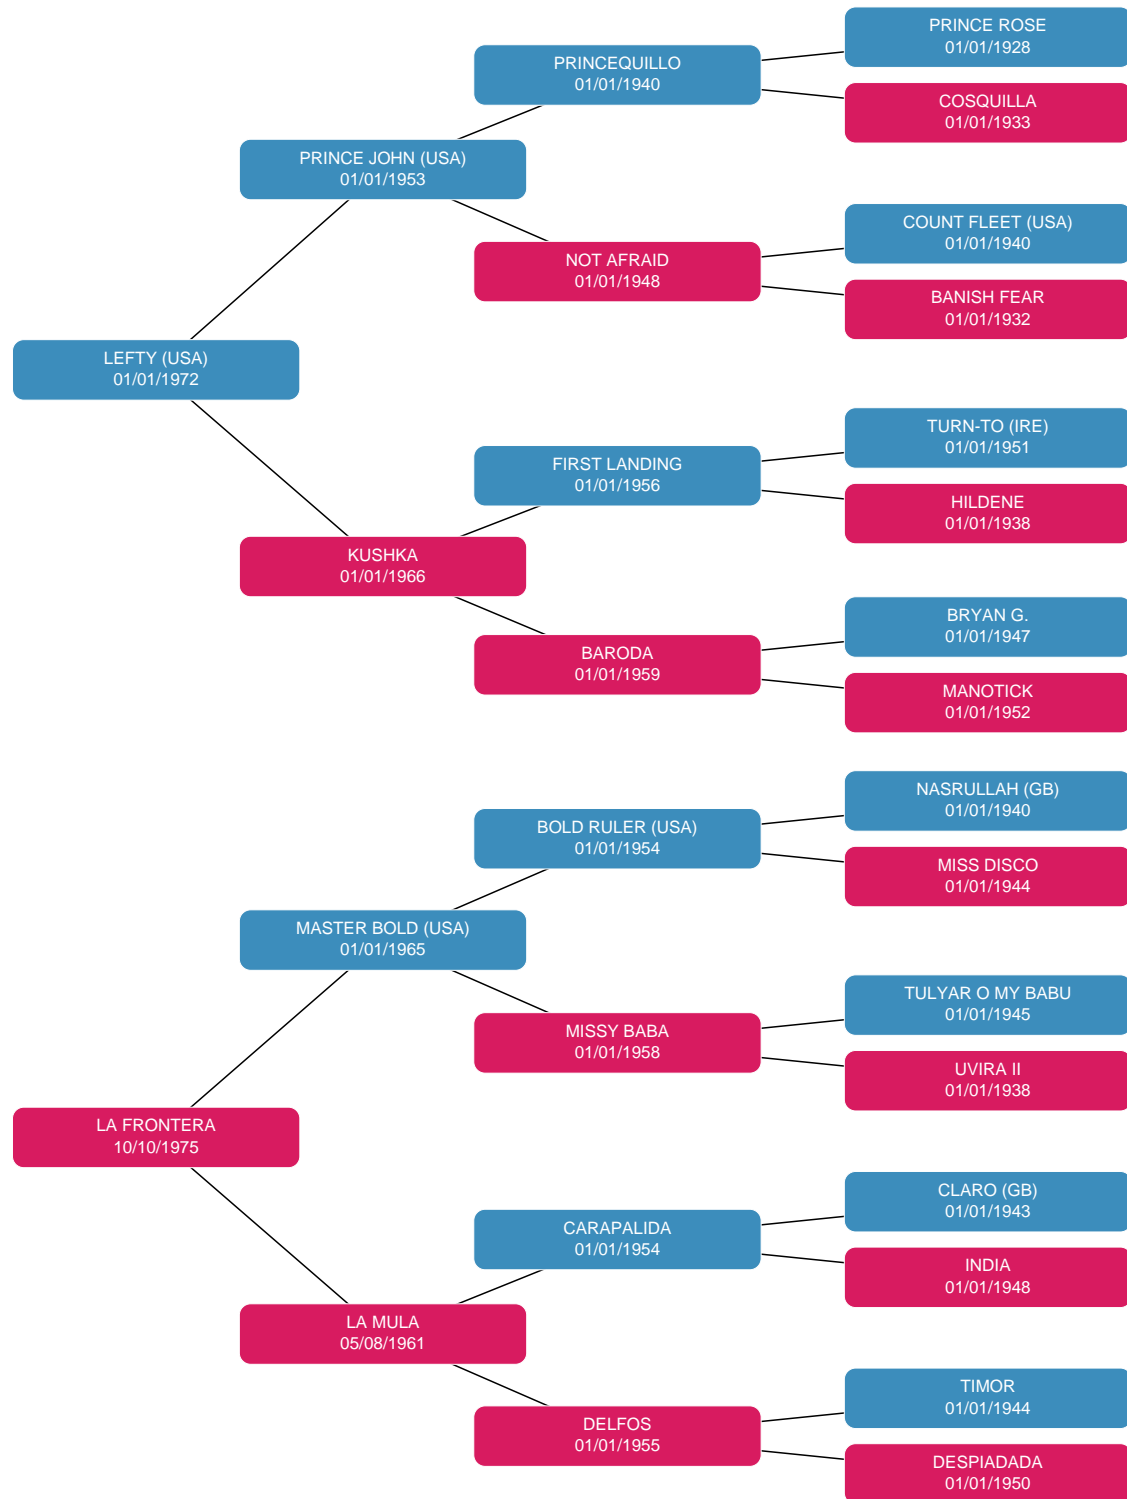 PRINCE ROSE
01/01/1928
PRINCEQUILLO
01/01/1940
COSQUILLA
01/01/1933
PRINCE JOHN (USA)
01/01/1953
COUNT FLEET (USA)
01/01/1940
NOT AFRAID
01/01/1948
BANISH FEAR
01/01/1932
LEFTY (USA)
01/01/1972
TURN-TO (IRE)
01/01/1951
FIRST LANDING
01/01/1956
HILDENE
01/01/1938
KUSHKA
01/01/1966
BRYAN G.
01/01/1947
BARODA
01/01/1959
MANOTICK
01/01/1952
NASRULLAH (GB)
01/01/1940
BOLD RULER (USA)
01/01/1954
MISS DISCO
01/01/1944
MASTER BOLD (USA)
01/01/1965
TULYAR O MY BABU
01/01/1945
MISSY BABA
01/01/1958
UVIRA II
01/01/1938
LA FRONTERA
10/10/1975
CLARO (GB)
01/01/1943
CARAPALIDA
01/01/1954
INDIA
01/01/1948
LA MULA
05/08/1961
TIMOR
01/01/1944
DELFOS
01/01/1955
DESPIADADA
01/01/1950